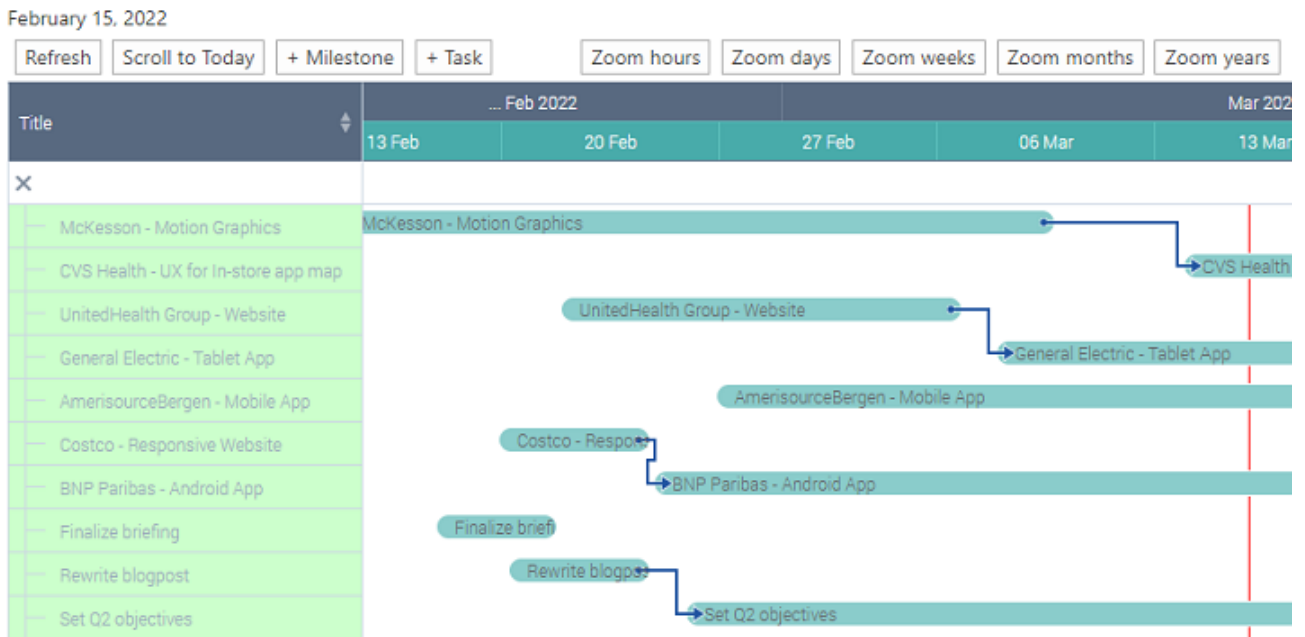 February 15, 2022
Refresh Scroll to Today + Milestone + Task Zoom hours Zoom days Zoom weeks Zoom months Zoom years
Title ... Feb 2022 Mar 202
13 Feb 20 Feb 27 Feb 06 Mar 13 Mar
McKesson - Motion Graphics McKesson - Motion Graphics
CVS Health - UX for In-store app map CVS Health
UnitedHealth Group - Website UnitedHealth Group - Website
General Electric - Tablet App General Electric - Tablet App
AmerisourceBergen - Mobile App AmerisourceBergen - Mobile App
Costco - Responsive Website Costco - Respon
BNP Paribas - Android App BNP Paribas - Android App
Finalize briefing Finalize briefi
Rewrite blogpost Rewrite blogpos
Set Q2 objectives Set Q2 objectives